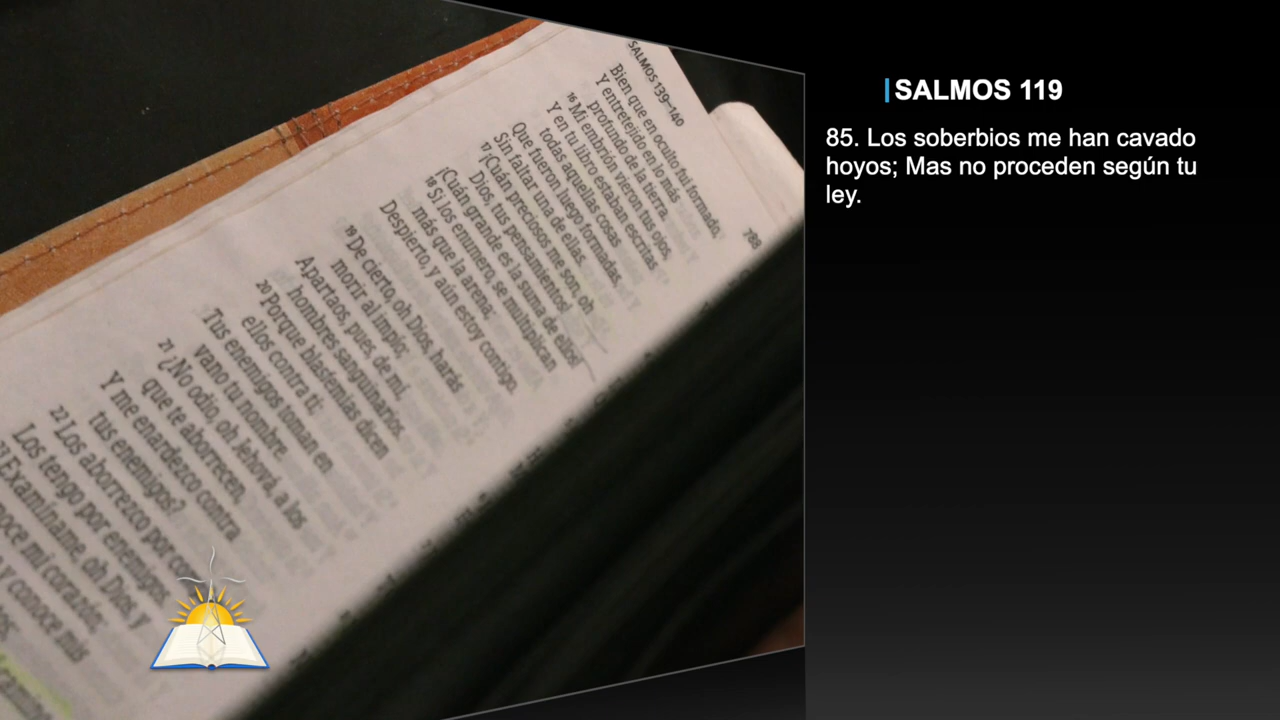 SALMOS 139–140
Bien que en oculto fui formado,
Y entretejido en lo más
profundo de la tierra.
16 Mi embrión vieron tus ojos,
Y en tu libro estaban escritas
todas aquellas cosas
Que fueron luego formadas,
Sin faltar una de ellas.
17 ¡Cuán preciosos me son, oh
Dios, tus pensamientos!
¡Cuán grande es la suma de ellos!
18 Si los enumero, se multiplican
más que la arena;
Despierto, y aún estoy contigo.
19 De cierto, oh Dios, harás
morir al impío;
Apartaos, pues, de mí,
hombres sanguinarios.
20 Porque blasfemias dicen
ellos contra ti;
Tus enemigos toman en
vano tu nombre.
21 ¿No odio, oh Jehová, a los
que te aborrecen,
Y me enardezco contra
tus enemigos?
22 Los aborrezco por
Los tengo por enemigos.
Examíname, oh Dios, y
mi corazón;
y conoce mis
788
SALMOS 119
85. Los soberbios me han cavado
hoyos; Mas no proceden según tu
ley.